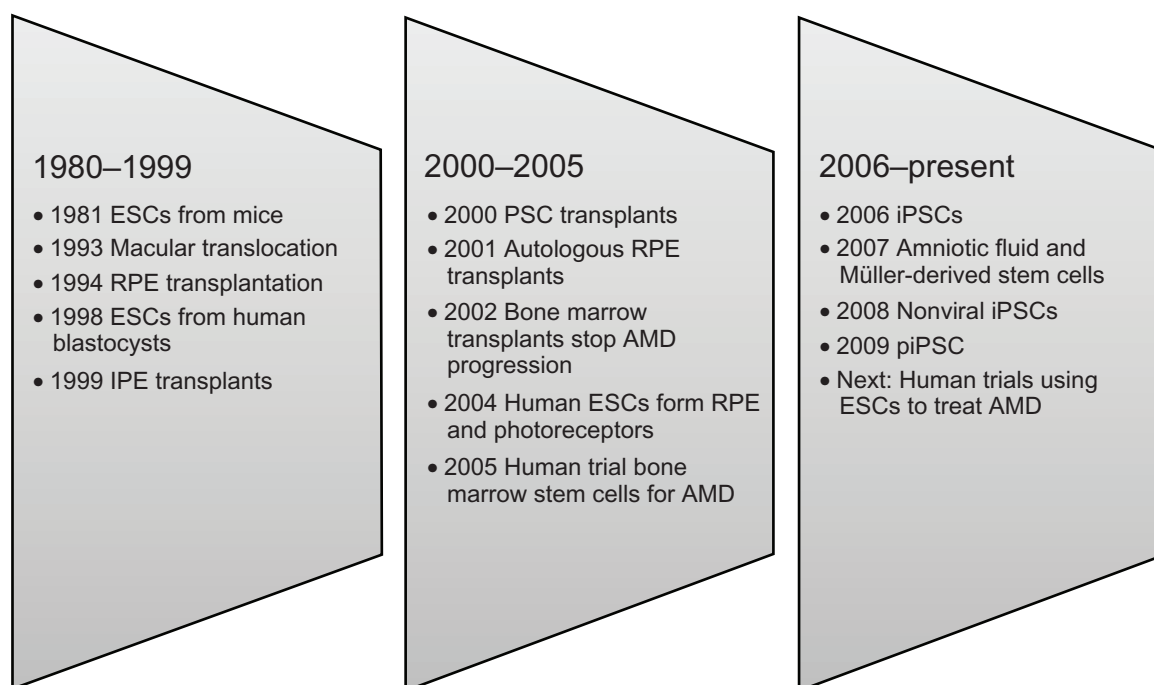 1980–1999
• 1981 ESCs from mice
• 1993 Macular translocation
• 1994 RPE transplantation
• 1998 ESCs from human
blastocysts
• 1999 IPE transplants
2000–2005
• 2000 PSC transplants
• 2001 Autologous RPE
transplants
• 2002 Bone marrow
transplants stop AMD
progression
• 2004 Human ESCs form RPE
and photoreceptors
• 2005 Human trial bone
marrow stem cells for AMD
2006–present
• 2006 iPSCs
• 2007 Amniotic fluid and
Müller-derived stem cells
• 2008 Nonviral iPSCs
• 2009 piPSC
• Next: Human trials using
ESCs to treat AMD